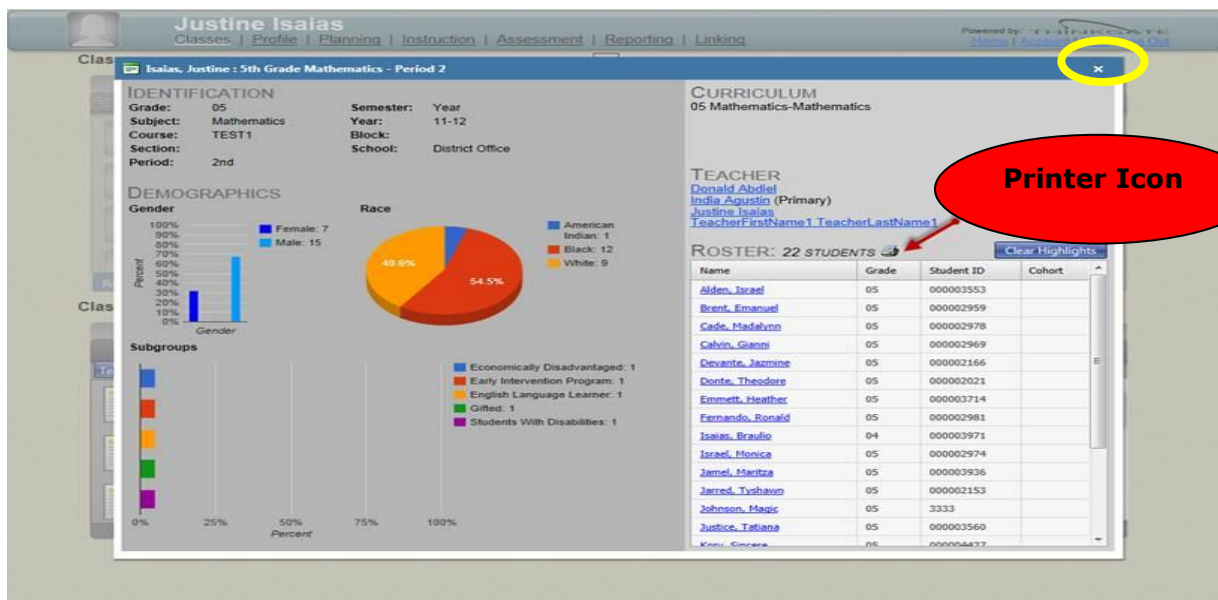 Justine Isaias
Classes | Profile | Planning | Instruction | Assessment | Reporting | Linking
Powered by: THINKGATE
Home | Account Out
Clas
Isaias, Justine : 5th Grade Mathematics - Period 2
×
IDENTIFICATION
Grade: 05 Semester: Year
Subject: Mathematics Year: 11-12
Course: TEST1 Block:
Section: School: District Office
Period: 2nd
CURRICULUM
05 Mathematics-Mathematics
TEACHER
Donald Abdiel
India Agustin (Primary)
Justine Isaias
TeacherFirstName1 TeacherLastName1
Printer Icon
DEMOGRAPHICS
Gender
100%
90%
80%
70%
60%
50%
40%
30%
20%
10%
0%
Percent
Gender
Female: 7
Male: 15
Race
40.6%
54.5%
American
Indian: 1
Black: 12
White: 9
Clas
Subgroups
Te
0% 25% 50% 75% 100%
Percent
Economically Disadvantaged: 1
Early Intervention Program: 1
English Language Learner: 1
Gifted: 1
Students With Disabilities: 1
ROSTER: 22 STUDENTS
Clear Highlights
Name Grade Student ID Cohort
Alden, Israel 05 000003553
Brent, Emanuel 05 000002959
Cade, Madalynn 05 000002978
Calvin, Gianni 05 000002969
Devante, Jazmine 05 000002166
Donte, Theodore 05 000002021
Emmett, Heather 05 000003714
Fernando, Ronald 05 000002981
Isaias, Braulio 04 000003971
Israel, Monica 05 000002974
Jamel, Maritza 05 000003936
Jarred, Tyshawn 05 000002153
Johnson, Magic 05 3333
Justice, Tatiana 05 000003560
Kory, Sincere 05 000004427